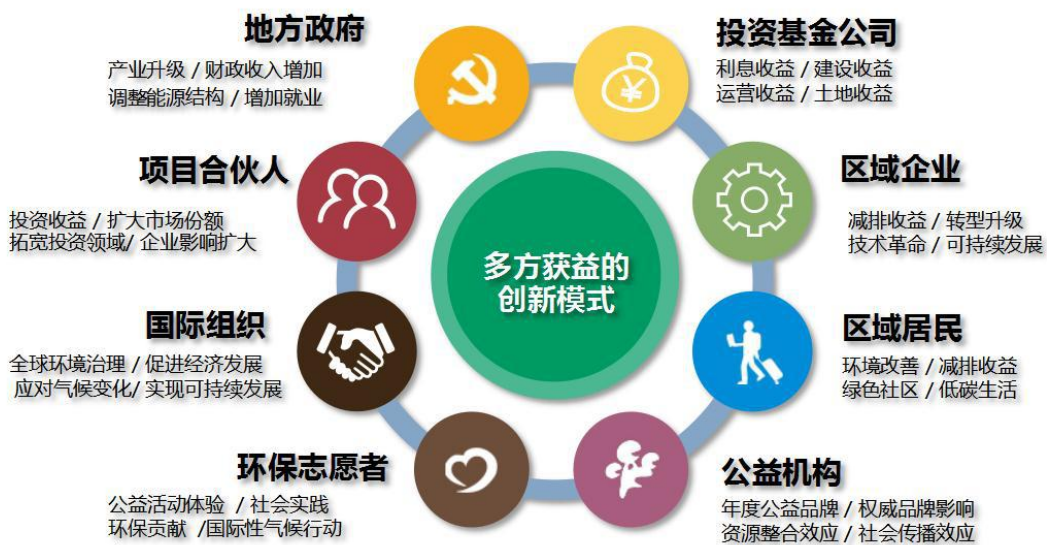 地方政府
产业升级 / 财政收入增加
调整能源结构 / 增加就业
投资基金公司
利息收益 / 建设收益
运营收益 / 土地收益
项目合伙人
投资收益 / 扩大市场份额
拓宽投资领域/ 企业影响扩大
区域企业
减排收益 / 转型升级
技术革命 / 可持续发展
多方获益的
创新模式
国际组织
全球环境治理 / 促进经济发展
应对气候变化/ 实现可持续发展
区域居民
环境改善 / 减排收益
绿色社区 / 低碳生活
环保志愿者
公益活动体验 / 社会实践
环保贡献 /国际性气候行动
公益机构
年度公益品牌 / 权威品牌影响
资源整合效应 / 社会传播效应
¥